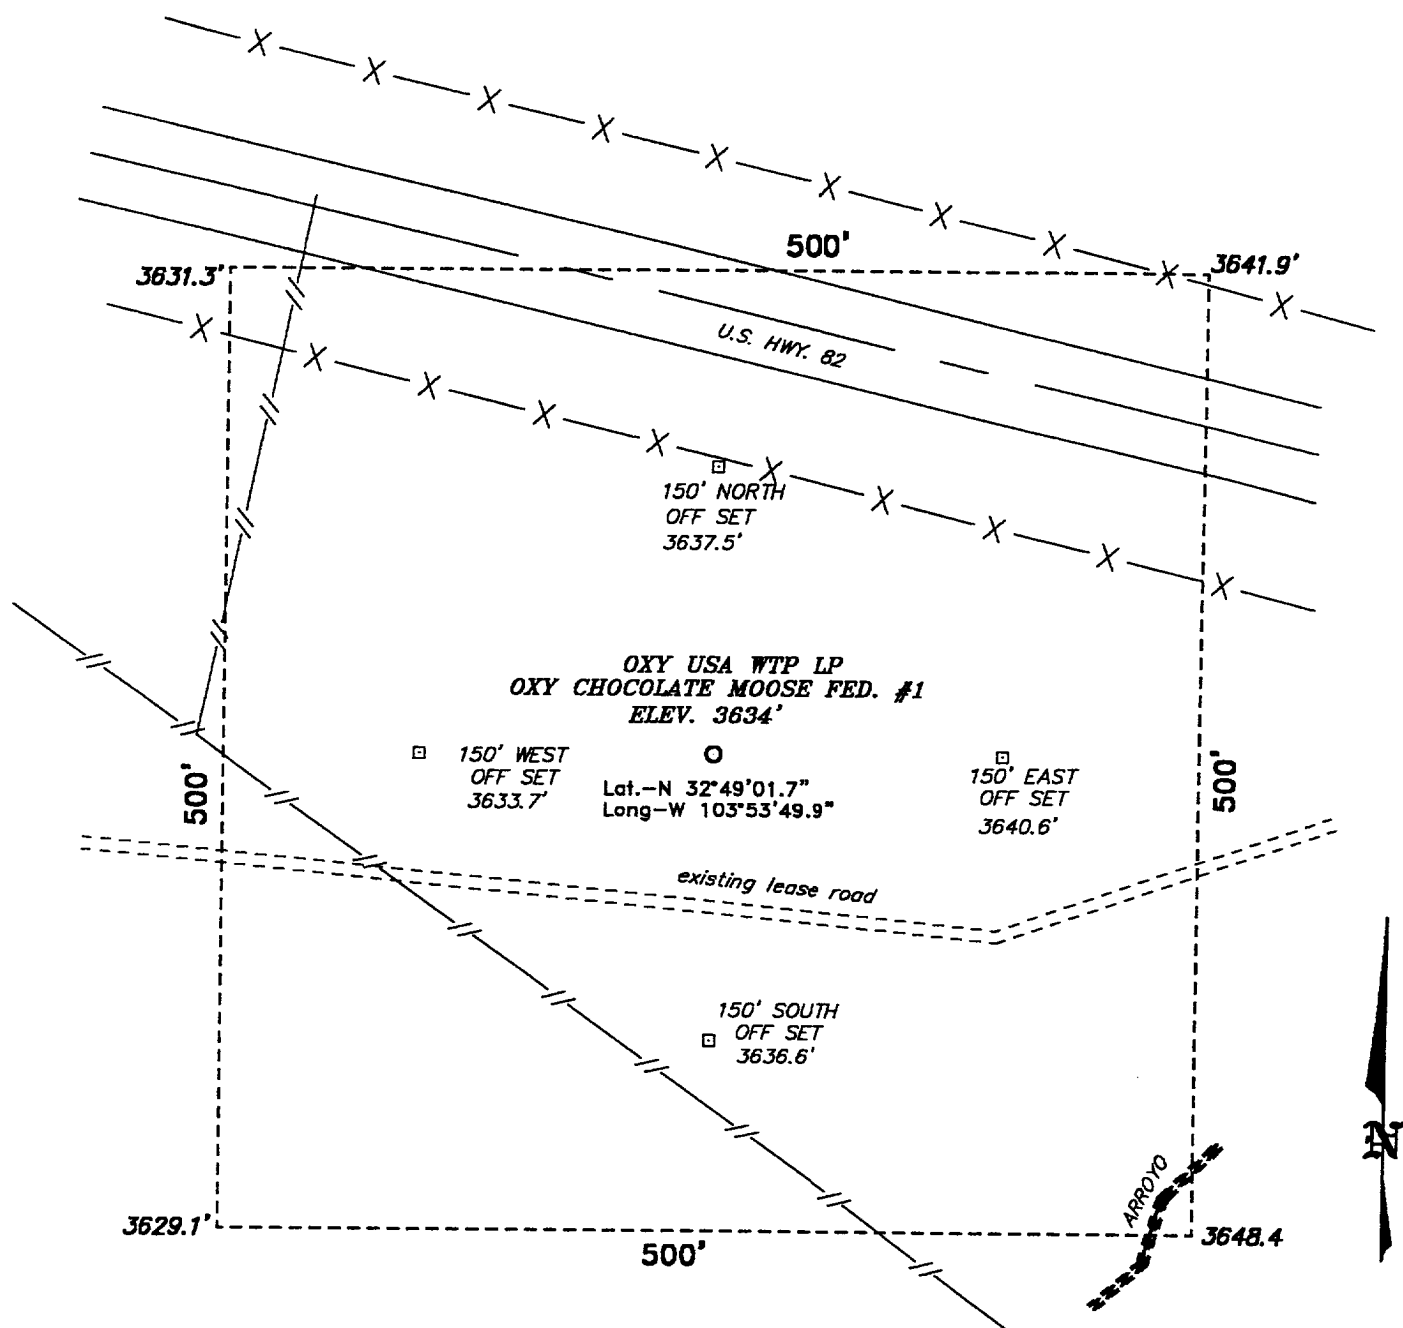 500'
3631.3'
3641.9'
U.S. HWY. 82
150' NORTH
OFF SET
3637.5'
OXY USA WTP LP
OXY CHOCOLATE MOOSE FED. #1
ELEV. 3634'
150' WEST
OFF SET
3633.7'
Lat.-N 32°49'01.7"
Long-W 103°53'49.9"
150' EAST
OFF SET
3640.6'
500'
500'
existing lease road
150' SOUTH
OFF SET
3636.6'
N
ARROYO
3629.1'
3648.4
500'